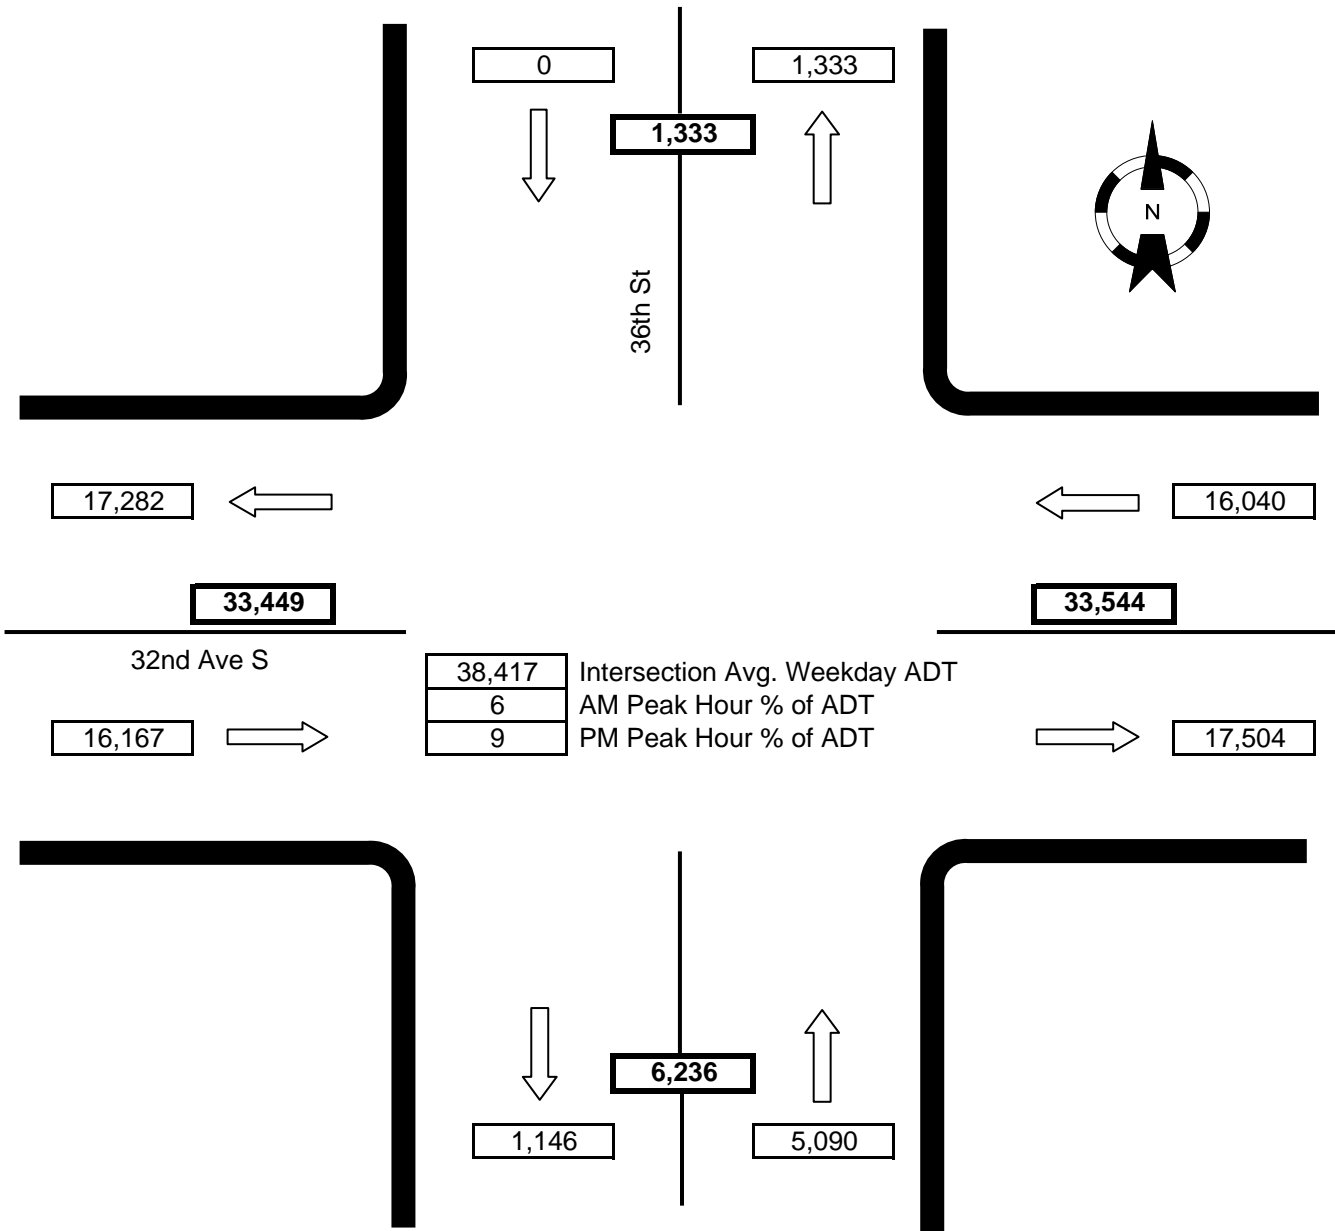 0
1,333
1,333
N
36th St
17,282
16,040
33,449
33,544
32nd Ave S
38,417 Intersection Avg. Weekday ADT
6 AM Peak Hour % of ADT
9 PM Peak Hour % of ADT
16,167
17,504
6,236
1,146
5,090